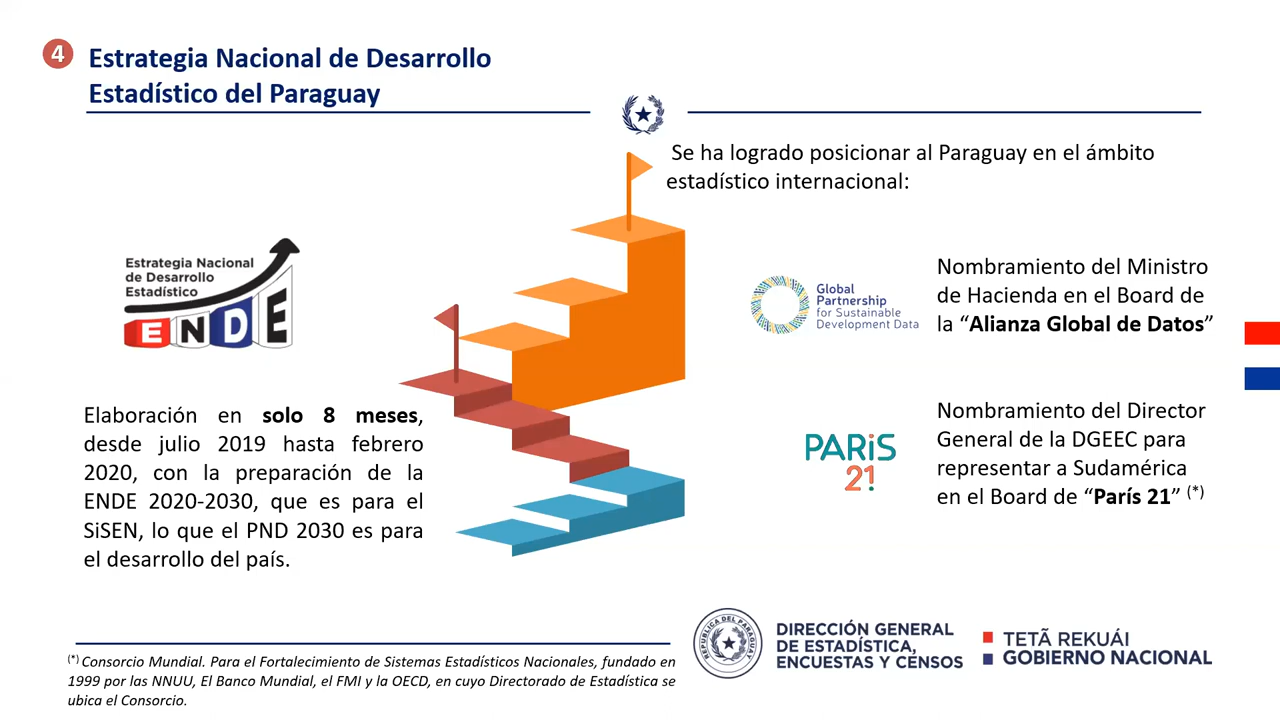 4
Estrategia Nacional de Desarrollo
Estadístico del Paraguay
Se ha logrado posicionar al Paraguay en el ámbito
estadístico internacional:
Estrategia Nacional
de Desarrollo
Estadístico
ENDE
Elaboración en solo 8 meses,
desde julio 2019 hasta febrero
2020, con la preparación de la
ENDE 2020-2030, que es para el
SiSEN, lo que el PND 2030 es para
el desarrollo del país.
Global
Partnership
for Sustainable
Development Data
Nombramiento del Ministro
de Hacienda en el Board de
la “Alianza Global de Datos”
PARiS
21
Nombramiento del Director
General de la DGEEC para
representar a Sudamérica
en el Board de “París 21” (*)
(*) Consorcio Mundial. Para el Fortalecimiento de Sistemas Estadísticos Nacionales, fundado en
1999 por las NNUU, El Banco Mundial, el FMI y la OECD, en cuyo Directorado de Estadística se
ubica el Consorcio.
REPUBLICA DEL PARAGUAY
DIRECCIÓN GENERAL
DE ESTADÍSTICA,
ENCUESTAS Y CENSOS
TETÃ REKUÁI
GOBIERNO NACIONAL